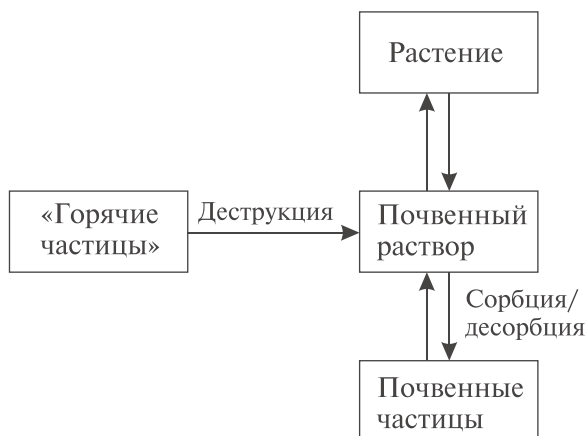 Растение
«Горячие
частицы»
Деструкция
Почвенный
раствор
Сорбция/
десорбция
Почвенные
частицы